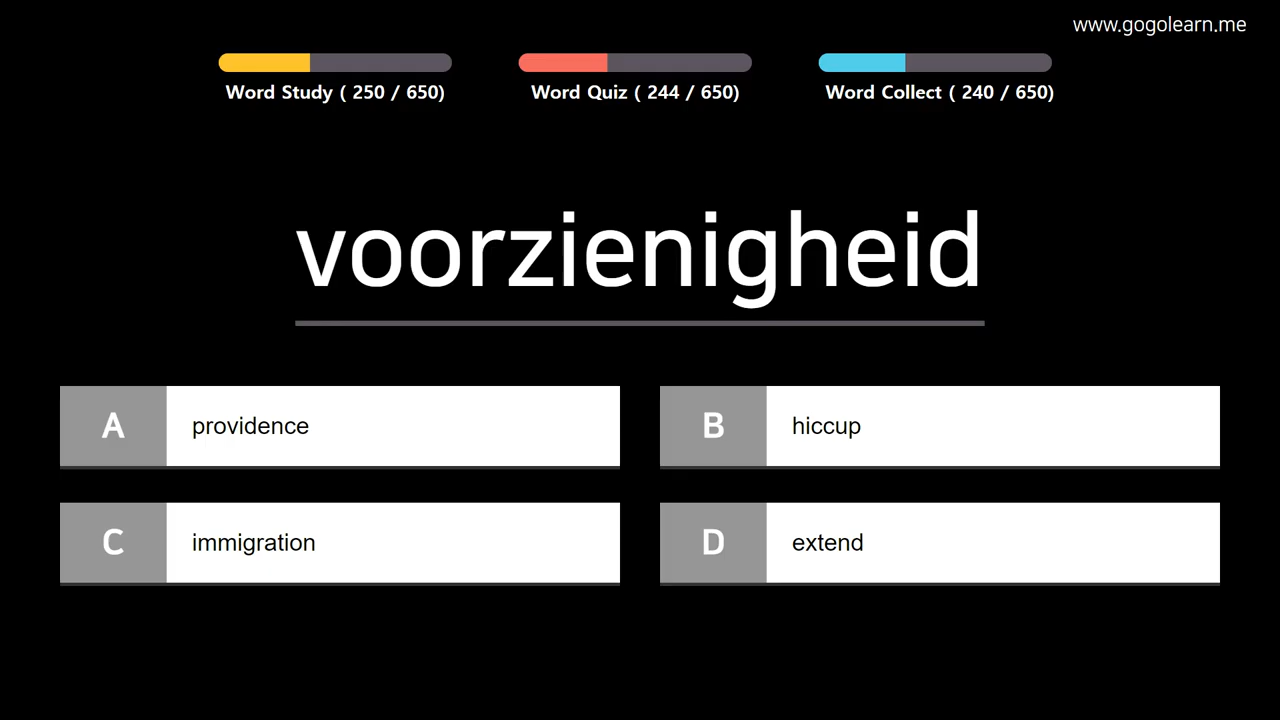 www.gogolearn.me
Word Study ( 250 / 650)
Word Quiz ( 244 / 650)
Word Collect ( 240 / 650)
voorzienigheid
A providence
B hiccup
C immigration
D extend